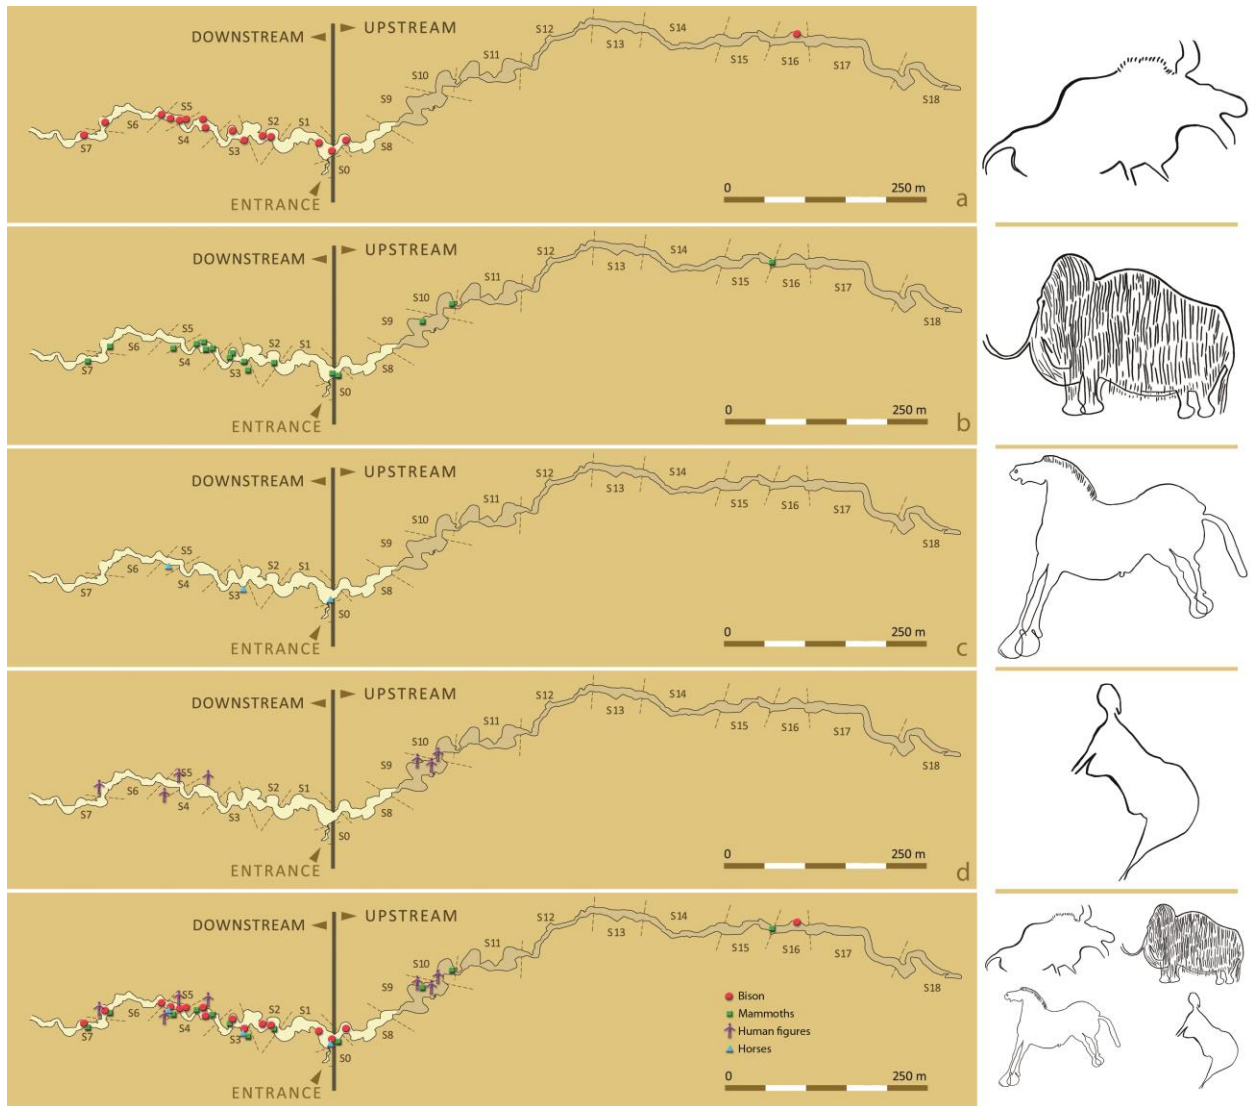 DOWNSTREAM UPSTREAM
S12 S14
S13
S11
S15 S16 S17
S10
S18
S9
S5
S6 S2 S1
S4
S8
S7 S3
S0
ENTRANCE
0 250 m
a
DOWNSTREAM UPSTREAM
S12 S14
S13
S11
S15 S16 S17
S10
S18
S9
S5
S6 S2 S1
S4
S8
S7 S3
S0
ENTRANCE
0 250 m
b
DOWNSTREAM UPSTREAM
S12 S14
S13
S11
S15 S16 S17
S10
S18
S9
S5
S6 S2 S1
S4
S8
S7 S3
S0
ENTRANCE
0 250 m
c
DOWNSTREAM UPSTREAM
S12 S14
S13
S11
S15 S16 S17
S10
S18
S9
S5
S6 S2 S1
S4
S8
S7 S3
S0
ENTRANCE
0 250 m
d
DOWNSTREAM UPSTREAM
S12 S14
S13
S11
S15 S16 S17
S10
S18
S9
S5
S6 S2 S1
S4
S8
S7 S3
S0
ENTRANCE
Bison
Mammoths
Human figures
Horses
0 250 m